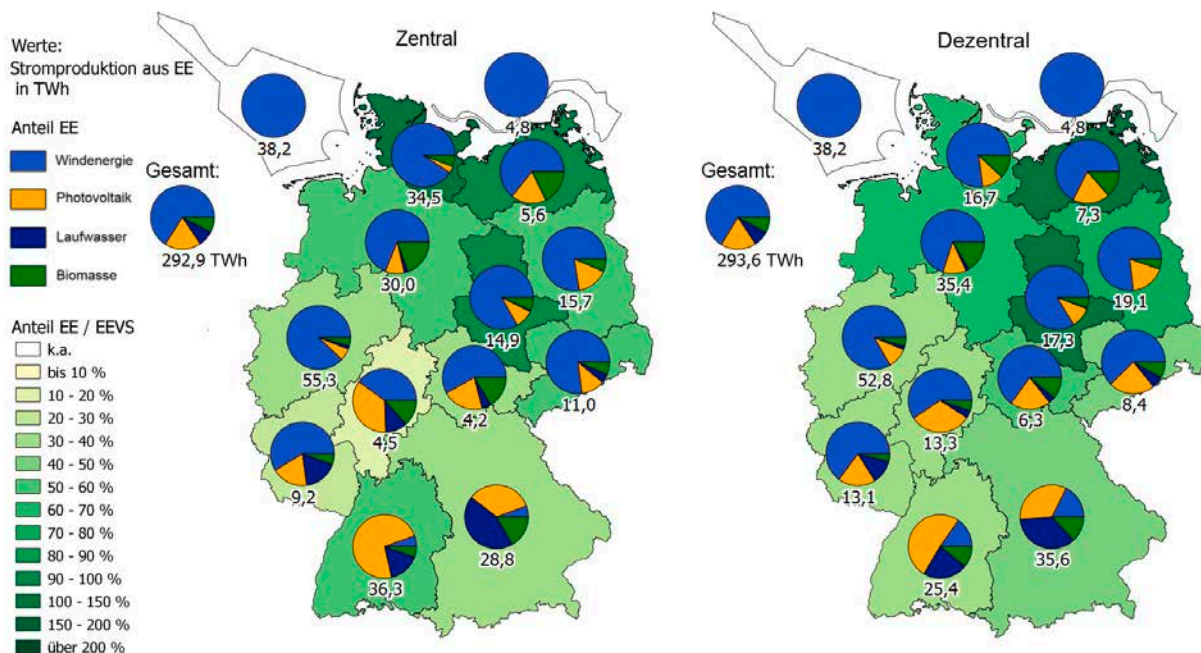 Werte:
Stromproduktion aus EE
in TWh
Anteil EE
Windenergie
Photovoltaik
Laufwasser
Biomasse
Anteil EE / EEVS
k.a.
bis 10 %
10 - 20 %
20 - 30 %
30 - 40 %
40 - 50 %
50 - 60 %
60 - 70 %
70 - 80 %
80 - 90 %
90 - 100 %
100 - 150 %
150 - 200 %
über 200 %
Zentral
38,2
4,8
Gesamt:
292,9 TWh
34,5
5,6
30,0
15,7
14,9
55,3
11,0
4,5
4,2
9,2
28,8
36,3
Dezentral
38,2
4,8
Gesamt:
293,6 TWh
16,7
7,3
35,4
19,1
17,3
52,8
8,4
13,3
6,3
13,1
35,6
25,4